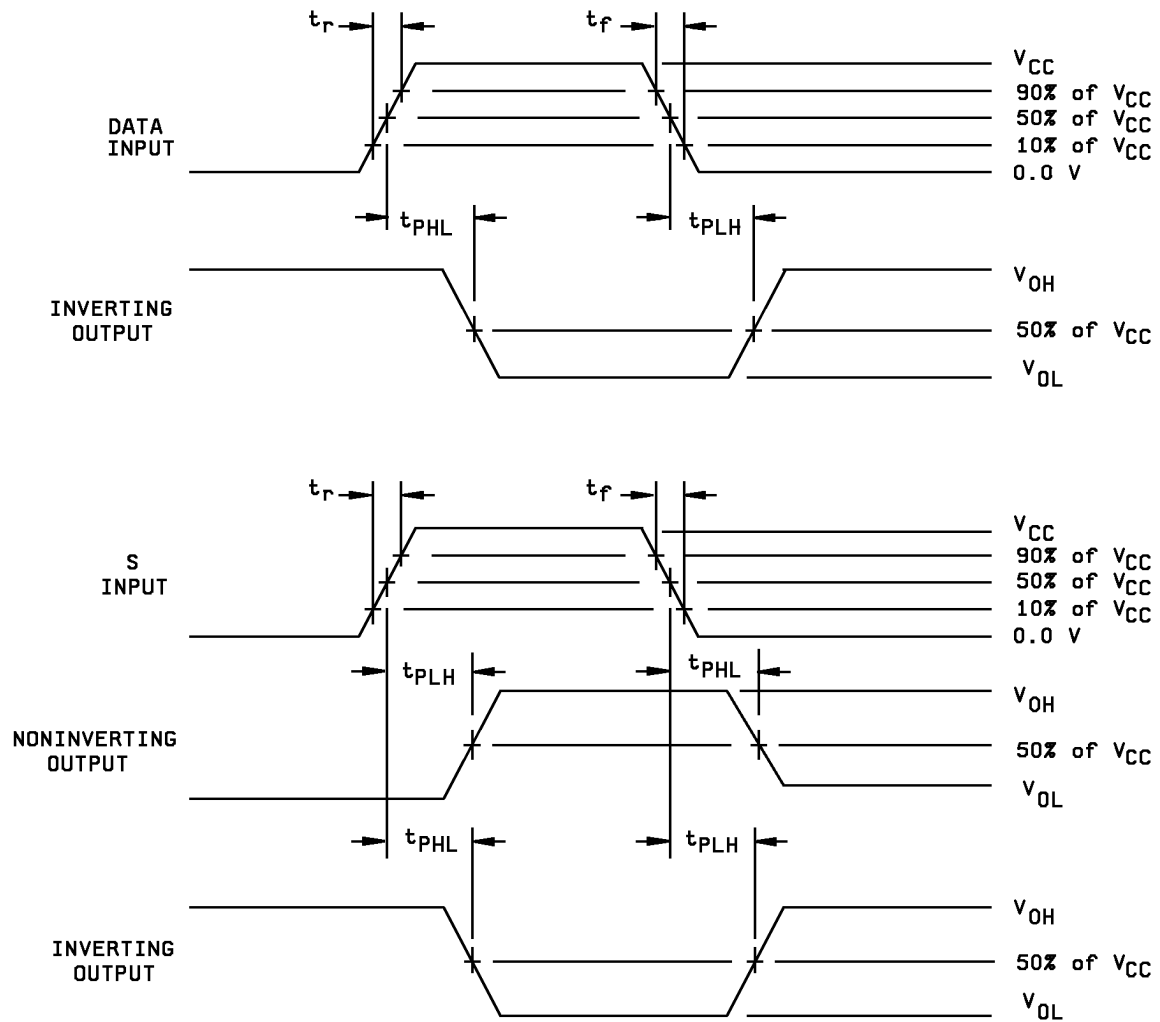 tr
tf
VCC
90% of VCC
50% of VCC
10% of VCC
0.0 V
DATA
INPUT
tPHL
tPLH
INVERTING
OUTPUT
VOH
50% of VCC
VOL
tr
tf
VCC
90% of VCC
50% of VCC
10% of VCC
0.0 V
S
INPUT
tPLH
tPHL
NONINVERTING
OUTPUT
VOH
50% of VCC
VOL
tPHL
tPLH
INVERTING
OUTPUT
VOH
50% of VCC
VOL